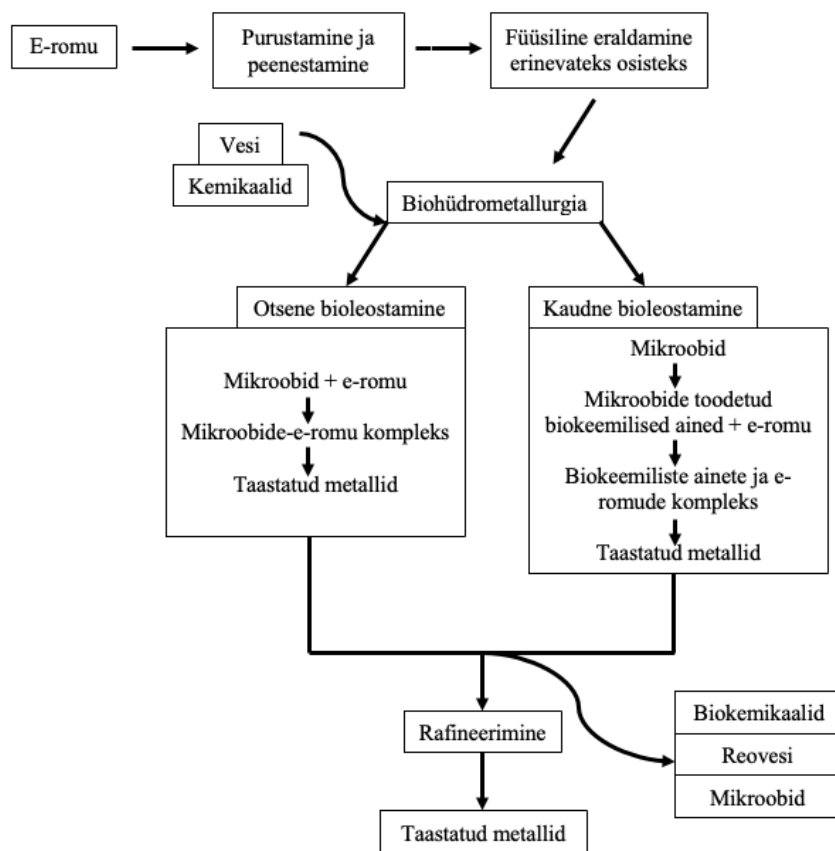 E-romu
Purustamine ja
peenestamine
Füüsiline eraldamine
erinevateks osisteks
Vesi
Kemikaalid
Biohüdrometallurgia
Otsene bioleostamine
Mikroobid + e-romu
Mikroobide-e-romu kompleks
Taastatud metallid
Kaudne bioleostamine
Mikroobid
Mikroobide toodetud
biokeemilised ained + e-romu
Biokeemiliste ainete ja e-
romude kompleks
Taastatud metallid
Rafineerimine
Biokemikaalid
Reovesi
Mikroobid
Taastatud metallid